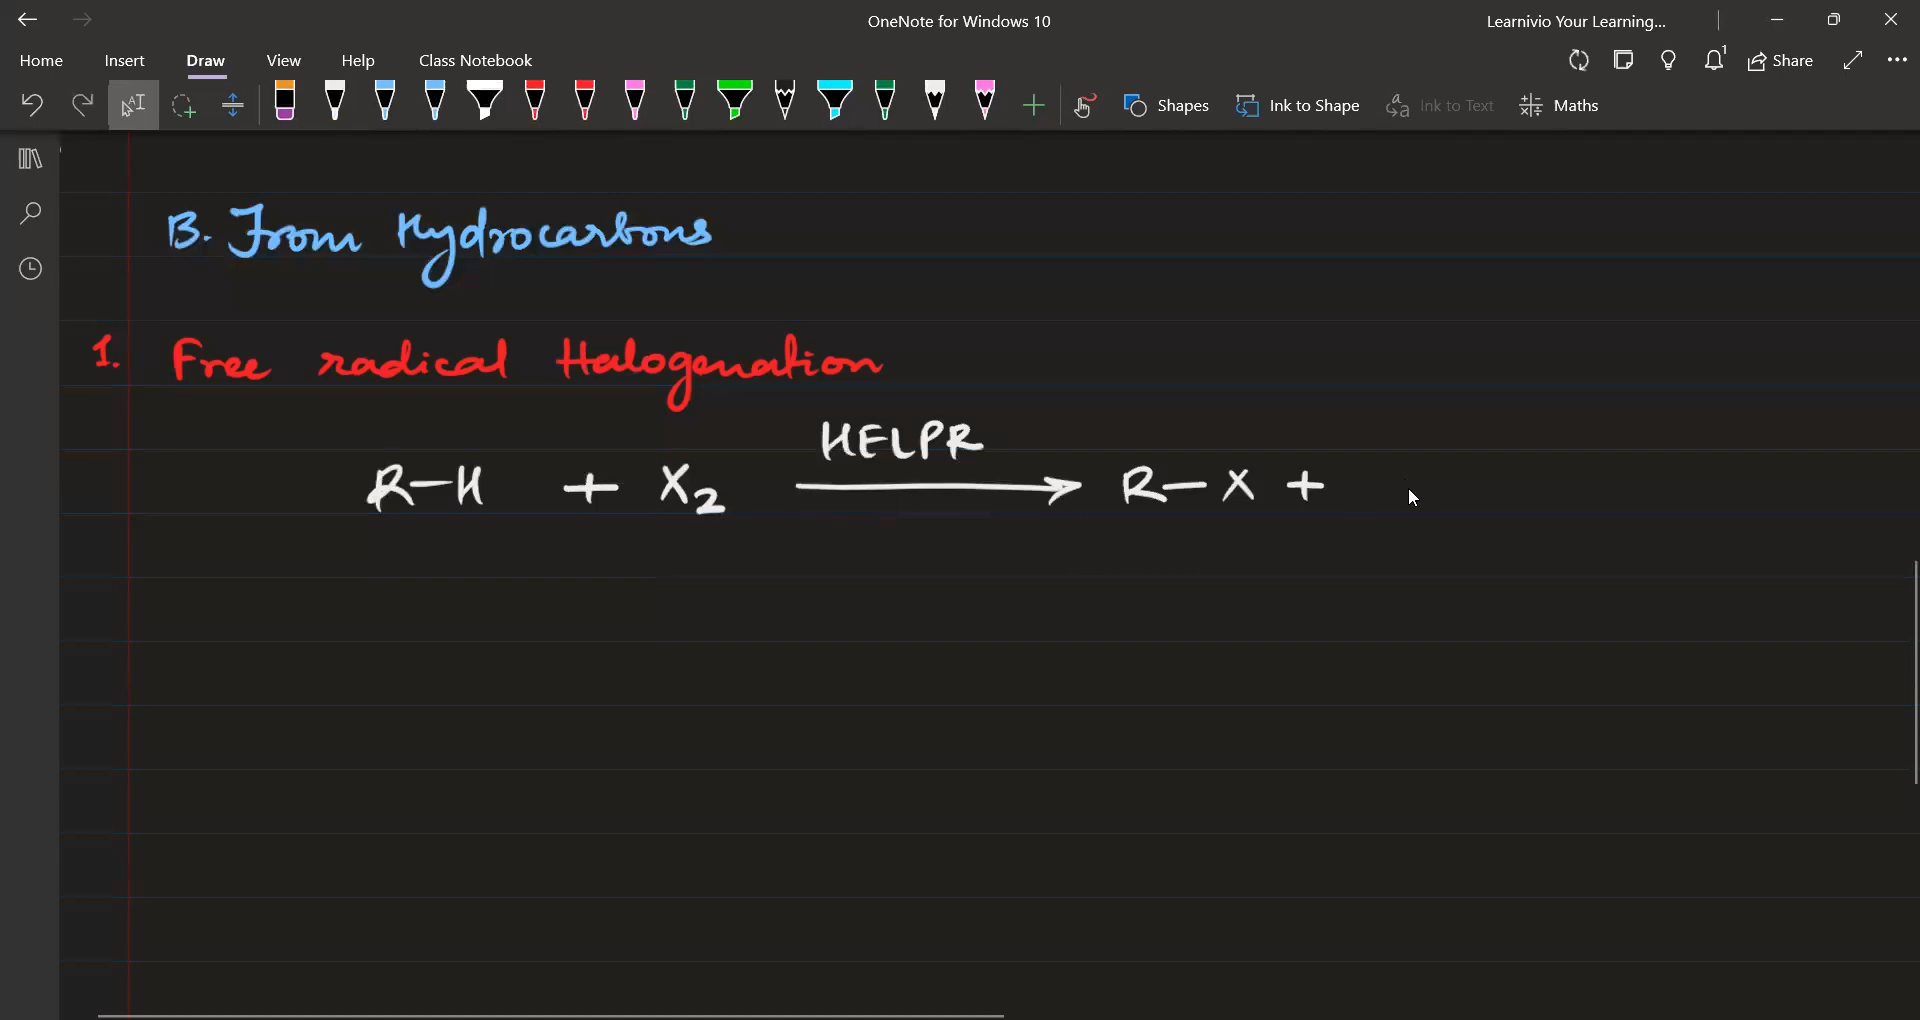 OneNote for Windows 10
Learnivio Your Learning...
Home Insert Draw View Help Class Notebook
1 Share
Shapes Ink to Shape Ink to Text Maths
B. From Hydrocarbons
1. Free radical Halogenation
HELPR
R-H + X₂ → R-X +